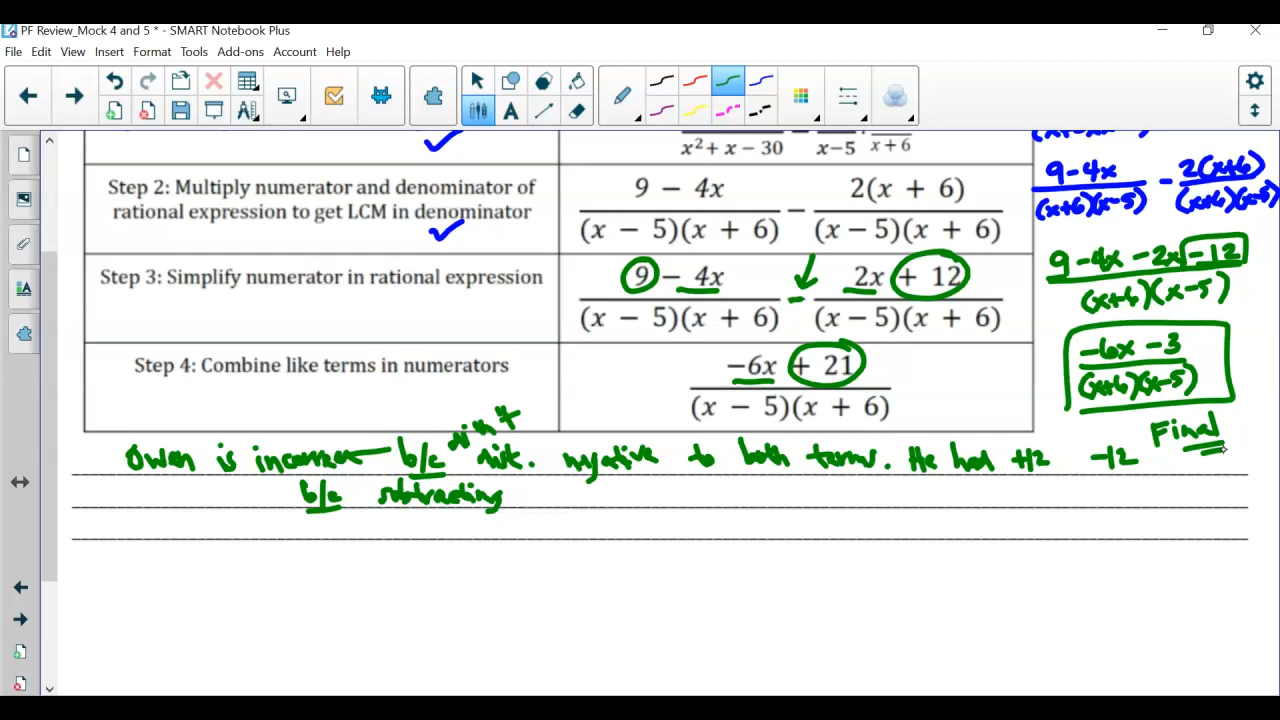 PF Review_Mock 4 and 5 * - SMART Notebook Plus
File Edit View Insert Format Tools Add-ons Account Help
x² + x − 30 − x−5 · x + 6
Step 2: Multiply numerator and denominator of
rational expression to get LCM in denominator
9 − 4x
(x − 5)(x + 6)
−
2(x + 6)
(x − 5)(x + 6)
9-4x
(x+6)(x-5)
-
2(x+6)
(x+6)(x-5)
Step 3: Simplify numerator in rational expression
9 − 4x
(x − 5)(x + 6)
−
2x + 12
(x − 5)(x + 6)
9-4x-2x-12
(x+6)(x-5)
Step 4: Combine like terms in numerators
−6x + 21
(x − 5)(x + 6)
-6x -3
(x+6)(x-5)
Final
didn't
Owen is incorrect b/c dist. negative to both terms. He had +12 -12
b/c subtracting